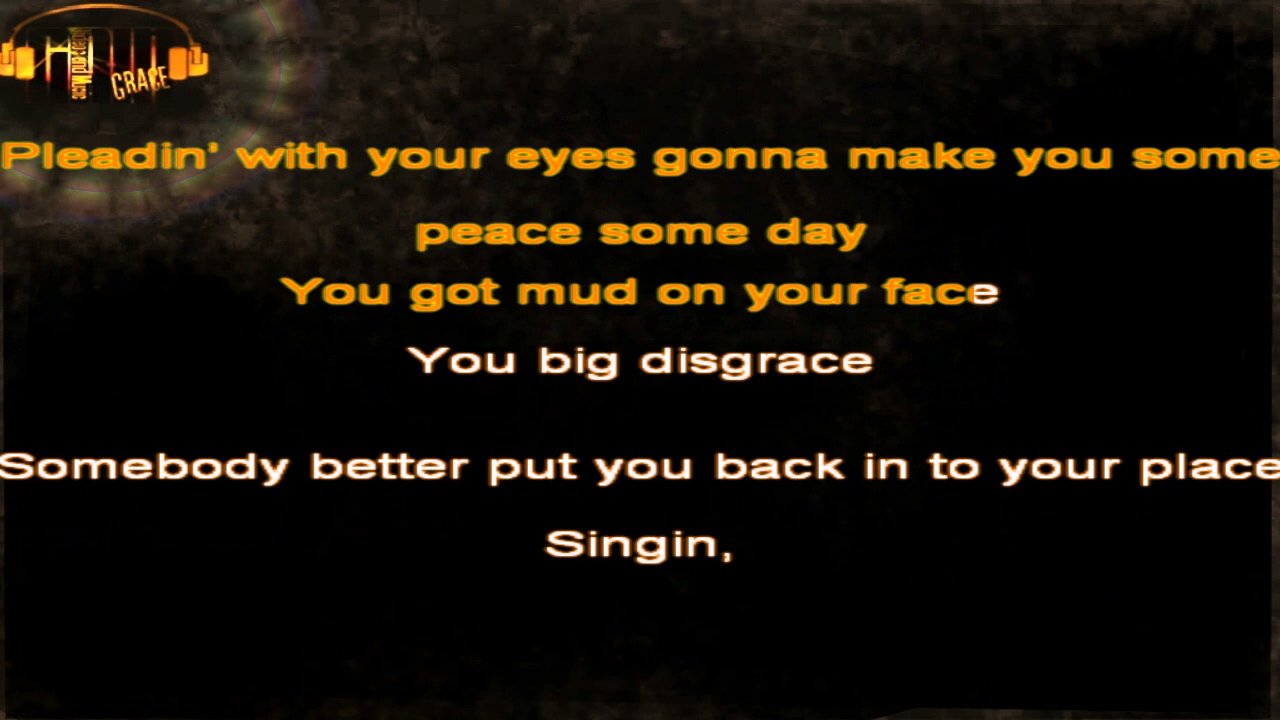 GRACE
Pleadin' with your eyes gonna make you some
peace some day
You got mud on your face
You big disgrace
Somebody better put you back in to your place
Singin,